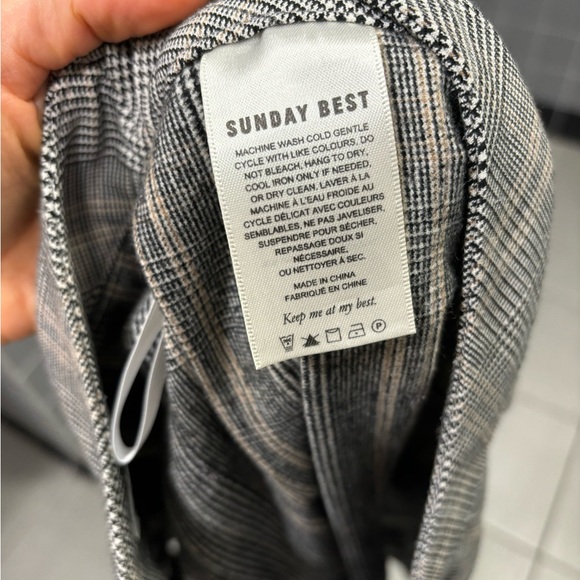 SUNDAY BEST
MACHINE WASH COLD GENTLE
CYCLE WITH LIKE COLOURS. DO
NOT BLEACH, HANG TO DRY,
COOL IRON ONLY IF NEEDED,
OR DRY CLEAN. LAVER À LA
MACHINE À L'EAU FROIDE AU
CYCLE DÉLICAT AVEC COULEURS
SEMBLABLES, NE PAS JAVELISER,
SUSPENDRE POUR SÉCHER,
REPASSAGE DOUX SI
NÉCESSAIRE,
OU NETTOYER À SEC.
MADE IN CHINA
FABRIQUÉ EN CHINE
Keep me at my best.
P